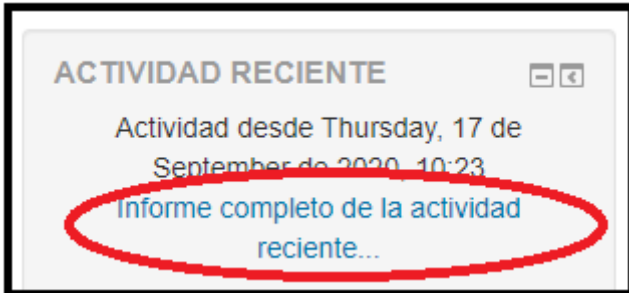 ACTIVIDAD RECIENTE
Actividad desde Thursday, 17 de
September de 2020, 10:23
Informe completo de la actividad
reciente...